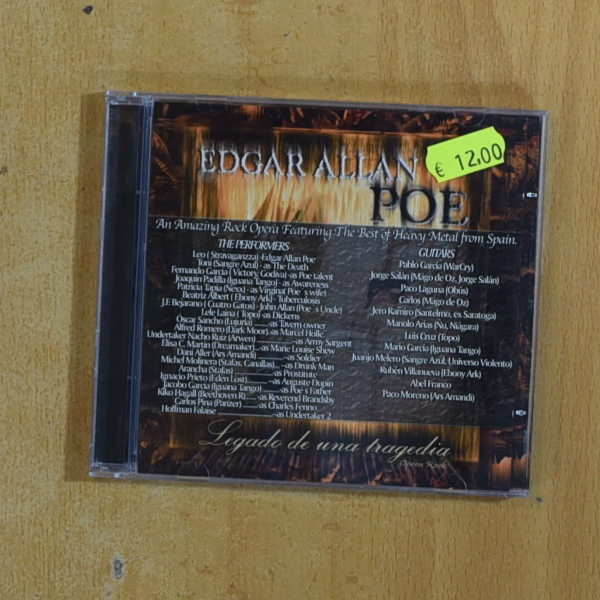 EDGAR ALLAN
POE
€ 12,00
An Amazing Rock Opera Featuring The Best of Heavy Metal from Spain.
THE PERFORMERS
Leo ( Stravaganzza) -Edgar Allan Poe
Toni (Sangre Azul) - as The Death
Fernando Garcia ( Victory, Godiva) -as Poe talent
Joaquin Padilla (Iguana Tango) - as Awareness
Patricia Tapia (Nexx) - as Virginal Poe´s wife
Beatriz Albert ( Ebony Ark) - Tuberculosis
J.F. Bejarano ( Cuatro Gatos) - John Allan (Poe´s Uncle)
Lele Laina ( Topo) -as Dickens
Óscar Sancho (Lujuria) ........-as Tavern owner
Alfred Romero (Dark Moor)..-as Marcel Holle
Undertaker Nacho Ruiz (Arwen) ..............-as Army Sargent
Elisa C. Martin (Dreamaker)...-as Marie Louise Shew
Dani Aller (Ars Amandi) ..........-as Soldier
Michel Molinera (Stafas, Canallas)...-as Drunk Man
Arancha (Stafas) ..............-as Prostitute
Ignacio Prieto (Eden Lost)..........-as Auguste Dupin
Jacobo Garcia (Iguana Tango) ......-as Poe´s Father
Kiko Hagall (Beethoven R.)......-as Reverend Brandsby
Carlos Pina (Panzer) ......-as Charles Fenno
Hoffman Falaise ....................-as Undertaker 2
GUITARS
Pablo García (WarCry)
Jorge Salán (Mago de Oz, Jorge Salán)
Paco Laguna (Obús)
Carlos (Mago de Oz)
Jero Ramiro (Santelmo, ex Saratoga)
Manolo Arias (Nu, Niágara)
Luis Cruz (Topo)
Mario García (Iguana Tango)
Juanjo Melero (Sangre Azul, Universo Violento)
Rubén Villanueva (Ebony Ark)
Abel Franco
Paco Moreno (Ars Amandi)
Legado de una tragedia
Opera Rock